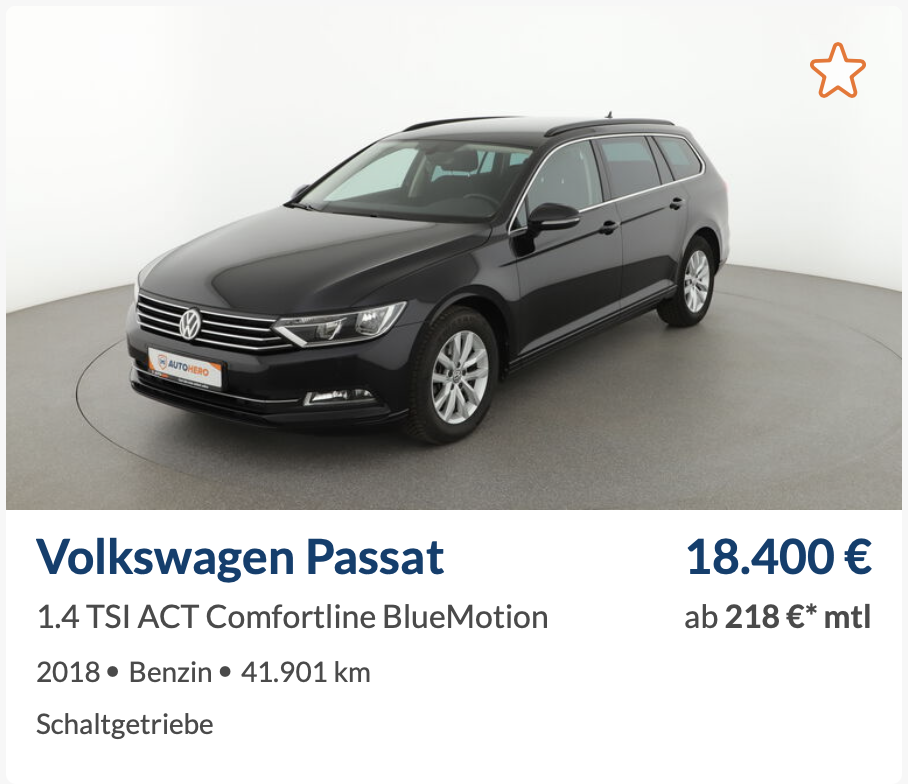 AUTOHERO
Volkswagen Passat
18.400 €
1.4 TSI ACT Comfortline BlueMotion
ab 218 €* mtl
2018 • Benzin • 41.901 km
Schaltgetriebe